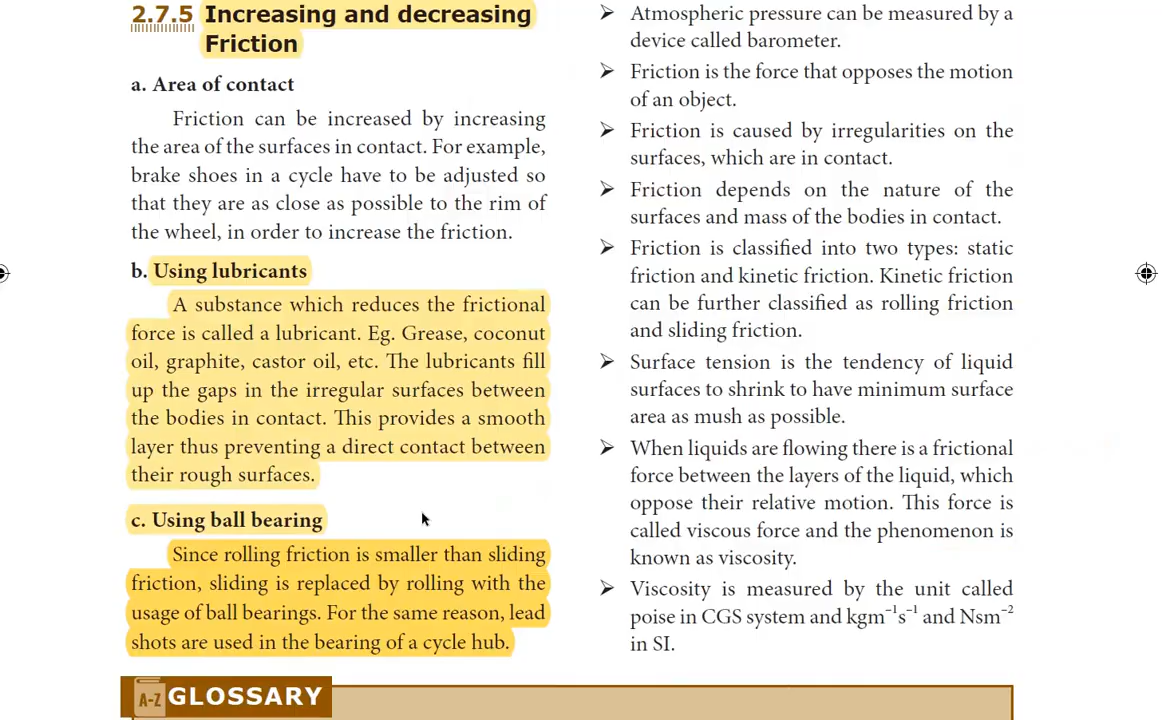 2.7.5 Increasing and decreasing
Friction
a. Area of contact
Friction can be increased by increasing
the area of the surfaces in contact. For example,
brake shoes in a cycle have to be adjusted so
that they are as close as possible to the rim of
the wheel, in order to increase the friction.
b. Using lubricants
A substance which reduces the frictional
force is called a lubricant. Eg. Grease, coconut
oil, graphite, castor oil, etc. The lubricants fill
up the gaps in the irregular surfaces between
the bodies in contact. This provides a smooth
layer thus preventing a direct contact between
their rough surfaces.
c. Using ball bearing
Since rolling friction is smaller than sliding
friction, sliding is replaced by rolling with the
usage of ball bearings. For the same reason, lead
shots are used in the bearing of a cycle hub.
➢ Atmospheric pressure can be measured by a
device called barometer.
➢ Friction is the force that opposes the motion
of an object.
➢ Friction is caused by irregularities on the
surfaces, which are in contact.
➢ Friction depends on the nature of the
surfaces and mass of the bodies in contact.
➢ Friction is classified into two types: static
friction and kinetic friction. Kinetic friction
can be further classified as rolling friction
and sliding friction.
➢ Surface tension is the tendency of liquid
surfaces to shrink to have minimum surface
area as mush as possible.
➢ When liquids are flowing there is a frictional
force between the layers of the liquid, which
oppose their relative motion. This force is
called viscous force and the phenomenon is
known as viscosity.
➢ Viscosity is measured by the unit called
poise in CGS system and kgm⁻¹s⁻¹ and Nsm⁻²
in SI.
A-Z GLOSSARY